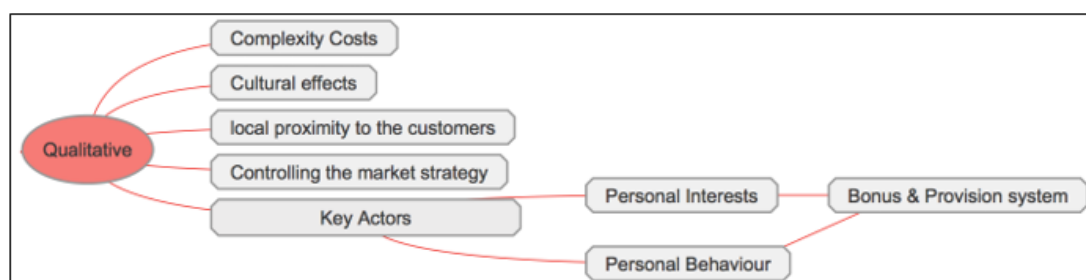 Complexity Costs
Cultural effects
local proximity to the customers
Qualitative
Controlling the market strategy
Key Actors
Personal Interests
Bonus & Provision system
Personal Behaviour